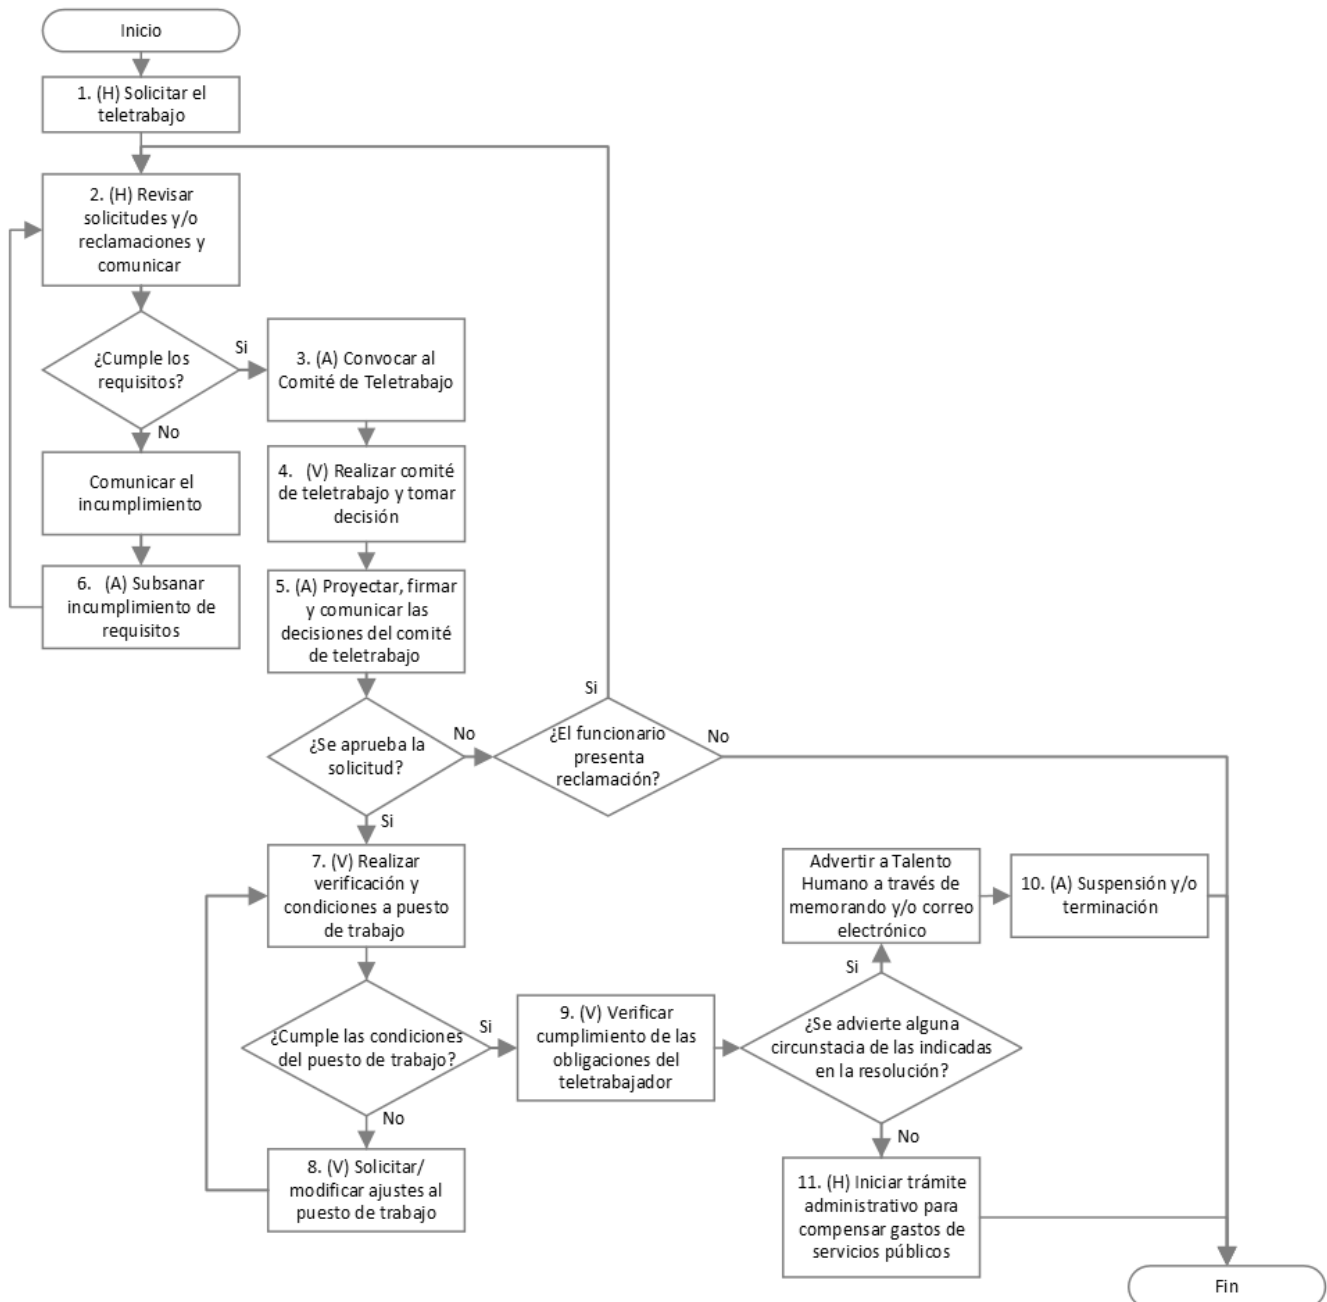 Inicio
1. (H) Solicitar el
teletrabajo
2. (H) Revisar
solicitudes y/o
reclamaciones y
comunicar
¿Cumple los
requisitos?
Si
No
3. (A) Convocar al
Comité de Teletrabajo
Comunicar el
incumplimiento
4. (V) Realizar comité
de teletrabajo y tomar
decisión
6. (A) Subsanar
incumplimiento de
requisitos
5. (A) Proyectar, firmar
y comunicar las
decisiones del comité
de teletrabajo
¿Se aprueba la
solicitud?
No
Si
¿El funcionario
presenta
reclamación?
Si
No
7. (V) Realizar
verificación y
condiciones a puesto
de trabajo
Advertir a Talento
Humano a través de
memorando y/o correo
electrónico
10. (A) Suspensión y/o
terminación
¿Cumple las condiciones
del puesto de trabajo?
Si
No
9. (V) Verificar
cumplimiento de las
obligaciones del
teletrabajador
Si
¿Se advierte alguna
circunstacia de las indicadas
en la resolución?
No
8. (V) Solicitar/
modificar ajustes al
puesto de trabajo
11. (H) Iniciar trámite
administrativo para
compensar gastos de
servicios públicos
Fin